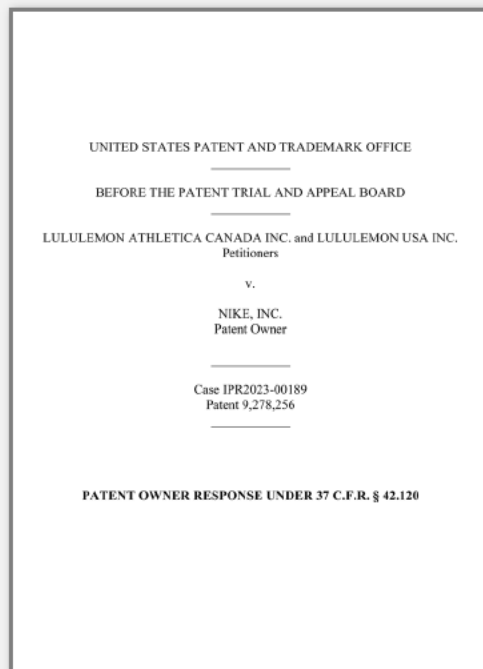 UNITED STATES PATENT AND TRADEMARK OFFICE
BEFORE THE PATENT TRIAL AND APPEAL BOARD
LULULEMON ATHLETICA CANADA INC. and LULULEMON USA INC.
Petitioners
v.
NIKE, INC.
Patent Owner
Case IPR2023-00189
Patent 9,278,256
PATENT OWNER RESPONSE UNDER 37 C.F.R. § 42.120